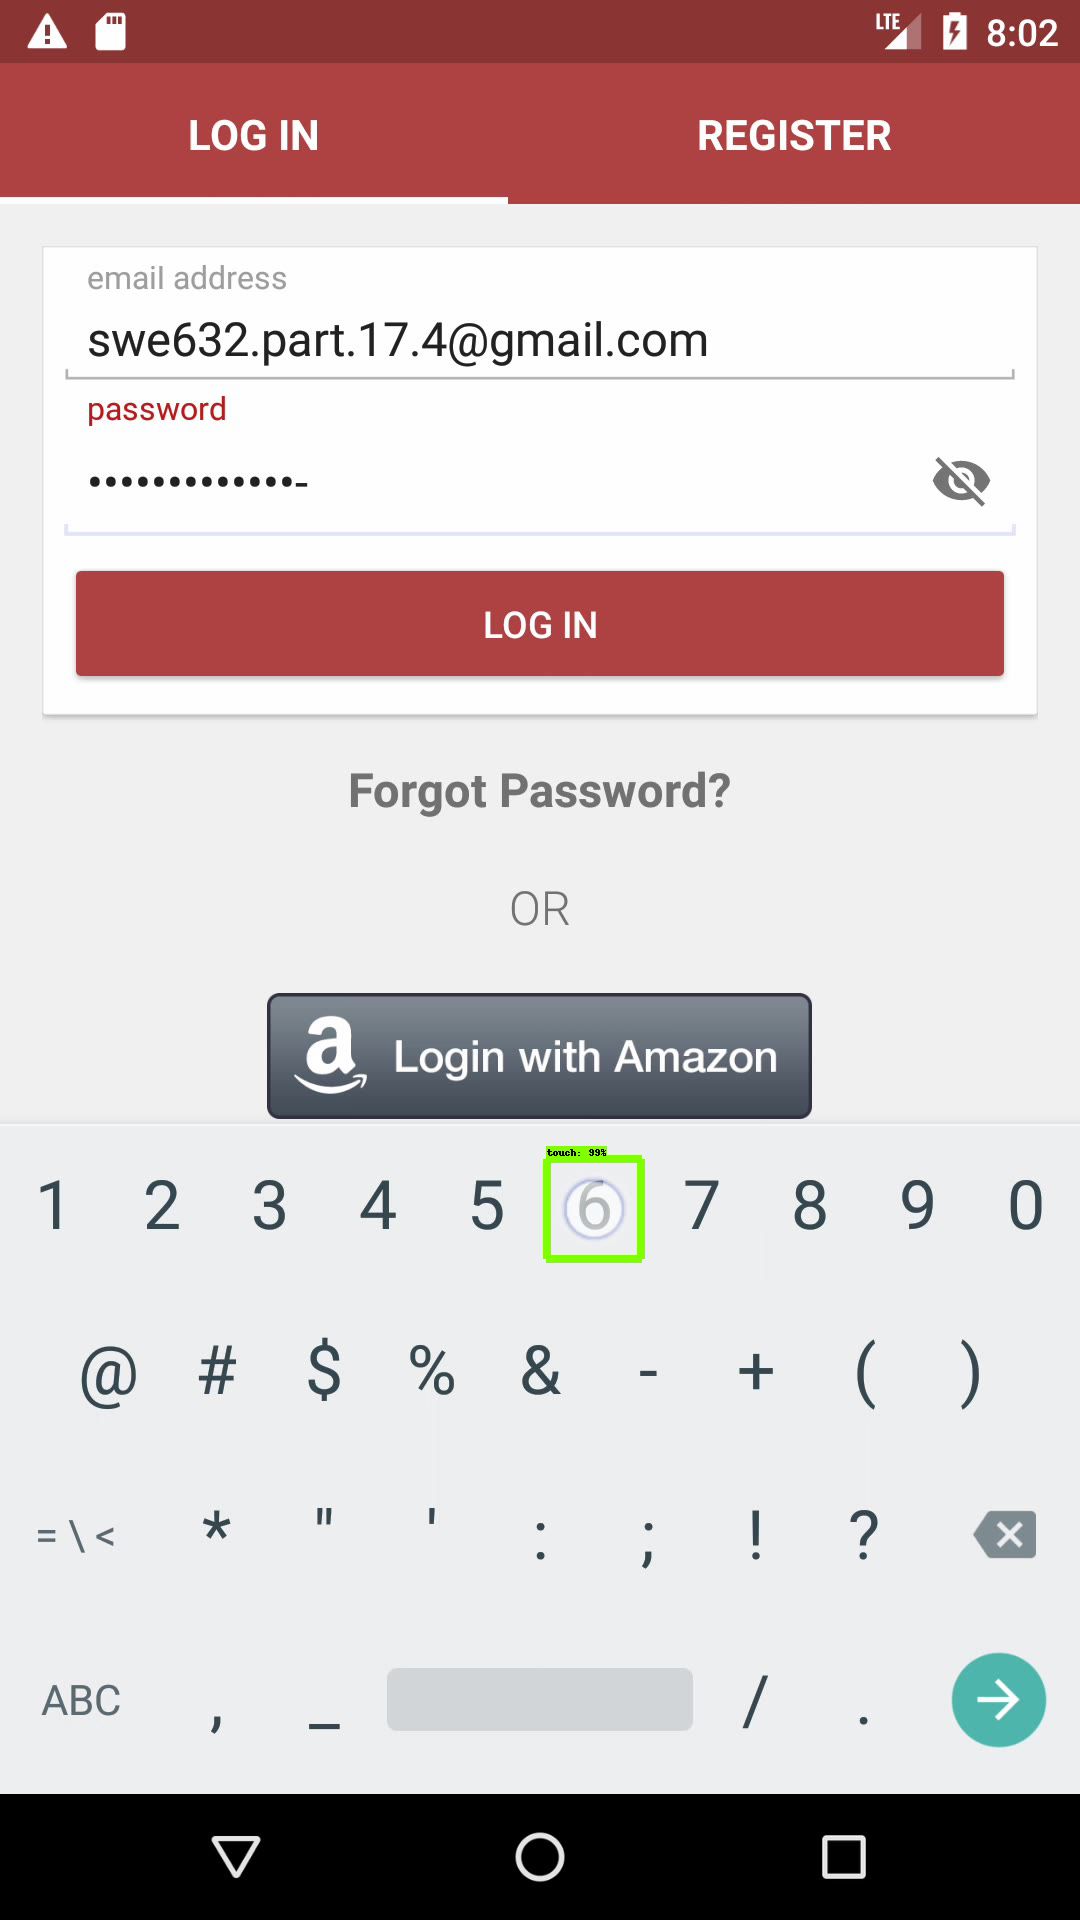 LTE 8:02
LOG IN REGISTER
email address
swe632.part.17.4@gmail.com
password
•••••••••••••-
LOG IN
Forgot Password?
OR
a Login with Amazon
touch: 99%
1 2 3 4 5 6 7 8 9 0
@ # $ % & - + ( )
= \ < * " ' : ; ! ?
ABC , _ / .